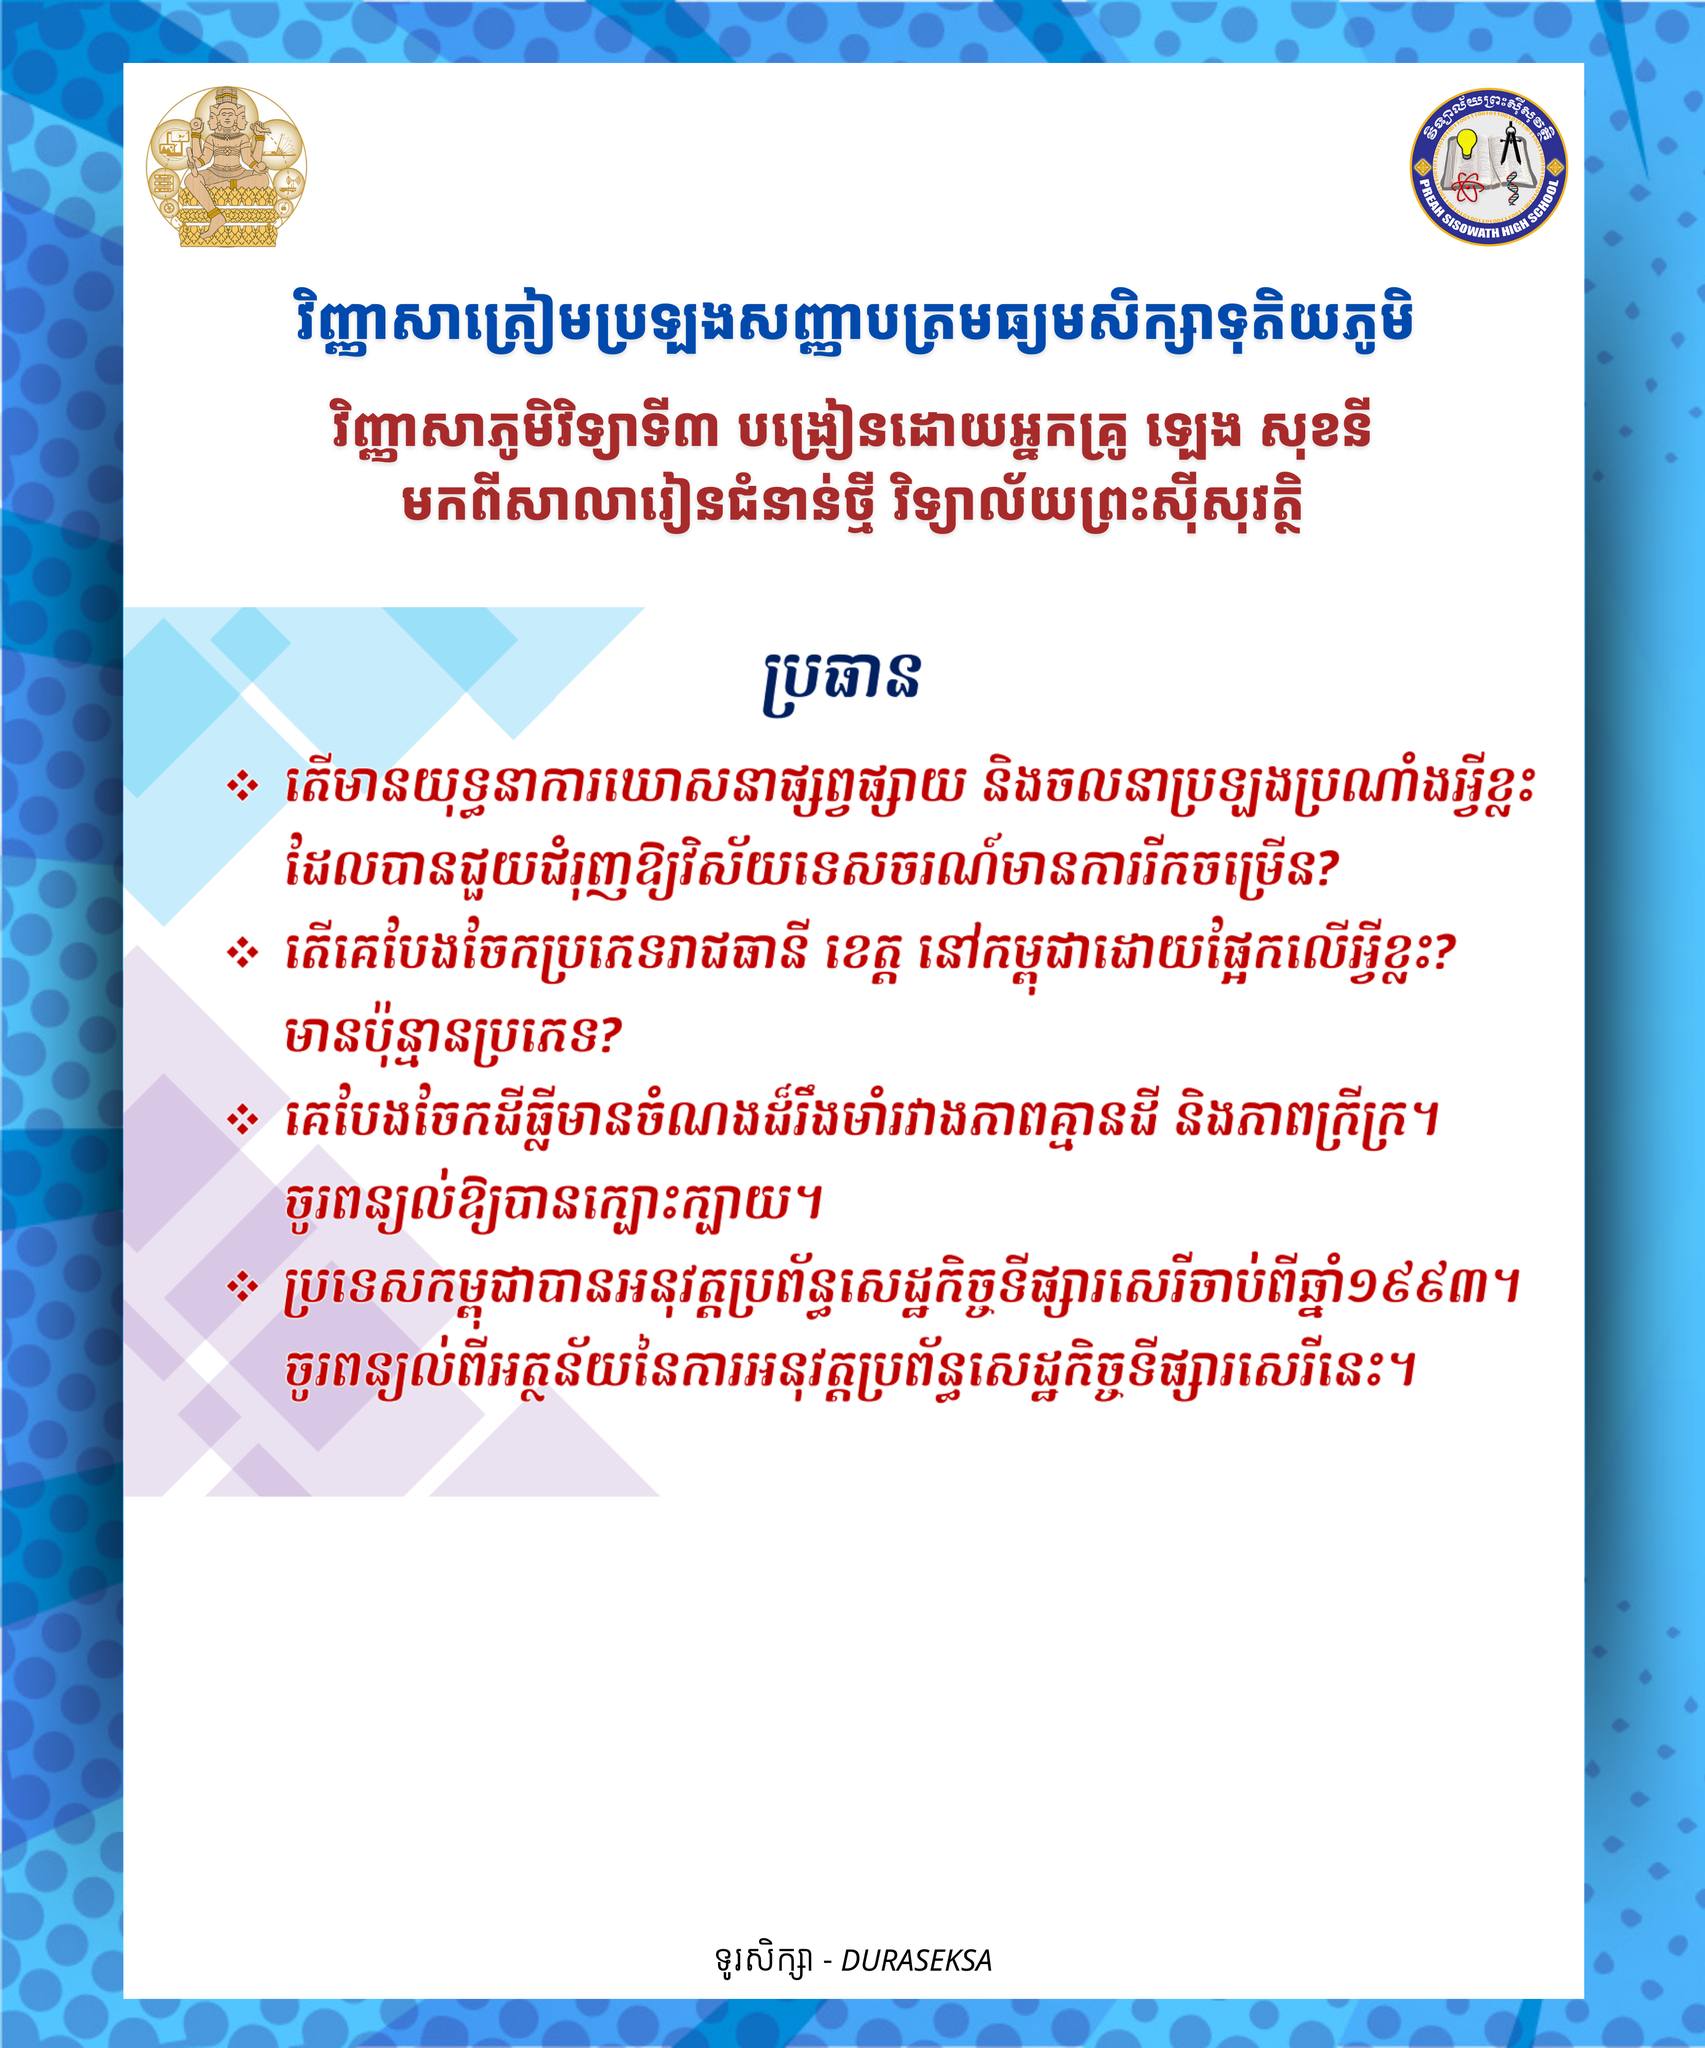 វិទ្យាល័យព្រះស៊ីសុវត្ថិ
PREAH SISOWATH HIGH SCHOOL
វិញ្ញាសាត្រៀមប្រឡងសញ្ញាបត្រមធ្យមសិក្សាទុតិយភូមិ
វិញ្ញាសាភូមិវិទ្យាទី៣ បង្រៀនដោយអ្នកគ្រូ ឡេង សុខនី
មកពីសាលារៀនជំនាន់ថ្មី វិទ្យាល័យព្រះស៊ីសុវត្ថិ
ប្រធាន
❖ តើមានយុទ្ធនាការឃោសនាផ្សព្វផ្សាយ និងចលនាប្រឡងប្រណាំងអ្វីខ្លះ
ដែលបានជួយជំរុញឱ្យវិស័យទេសចរណ៍មានការរីកចម្រើន?
❖ តើគេបែងចែកប្រភេទរាជធានី ខេត្ត នៅកម្ពុជាដោយផ្អែកលើអ្វីខ្លះ?
មានប៉ុន្មានប្រភេទ?
❖ គេបែងចែកដីធ្លីមានចំណងដ៏រឹងមាំរវាងភាពគ្មានដី និងភាពក្រីក្រ។
ចូរពន្យល់ឱ្យបានក្បោះក្បាយ។
❖ ប្រទេសកម្ពុជាបានអនុវត្តប្រព័ន្ធសេដ្ឋកិច្ចទីផ្សារសេរីចាប់ពីឆ្នាំ១៩៩៣។
ចូរពន្យល់ពីអត្ថន័យនៃការអនុវត្តប្រព័ន្ធសេដ្ឋកិច្ចទីផ្សារសេរីនេះ។
ទូរសិក្សា - DURASEKSA